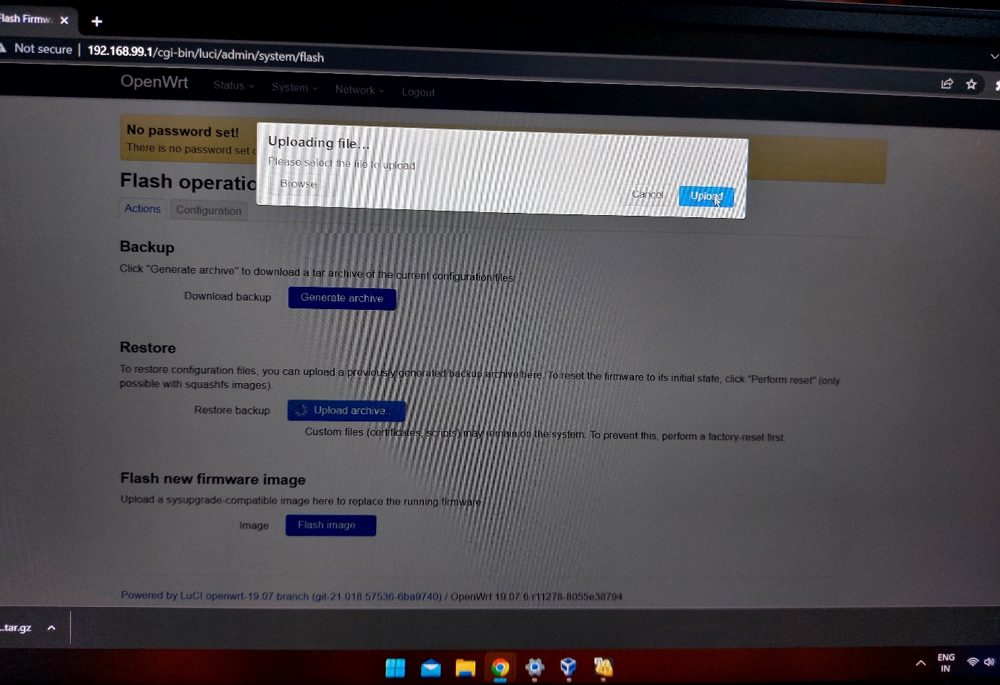 Flash Firmw
Not secure | 192.168.99.1/cgi-bin/luci/admin/system/flash
OpenWrt Status System Network Logout
No password set!
There is no password set
Uploading file...
Please select the file to upload
Browse...
Cancel Upload
Flash operatio
Actions Configuration
Backup
Click "Generate archive" to download a tar archive of the current configuration files.
Download backup Generate archive
Restore
To restore configuration files, you can upload a previously generated backup archive here. To reset the firmware to its initial state, click "Perform reset" (only
possible with squashfs images).
Restore backup Upload archive...
Custom files (certificates, scripts) may remain on the system. To prevent this, perform a factory-reset first.
Flash new firmware image
Upload a sysupgrade-compatible image here to replace the running firmware.
Image Flash image...
Powered by LuCI openwrt-19.07 branch (git-21.018.57536-6ba9740) / OpenWrt 19.07.6 r11278-8055e38794
...tar.gz
ENG
IN